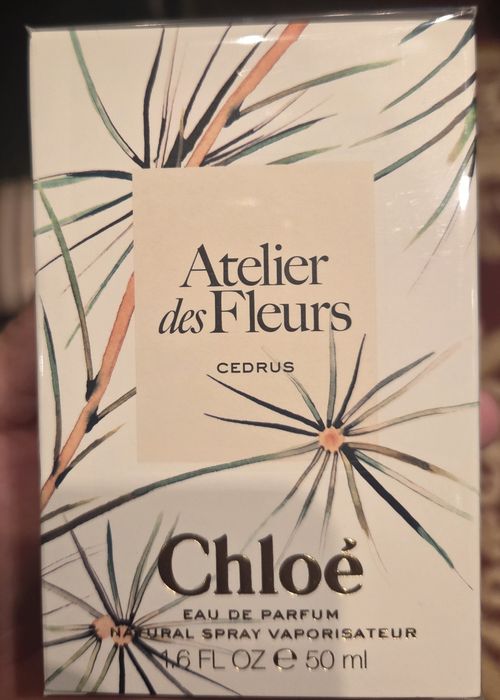 Atelier
des Fleurs
CEDRUS
Chloé
EAU DE PARFUM
NATURAL SPRAY VAPORISATEUR
1.6 FL OZ ℮ 50 ml